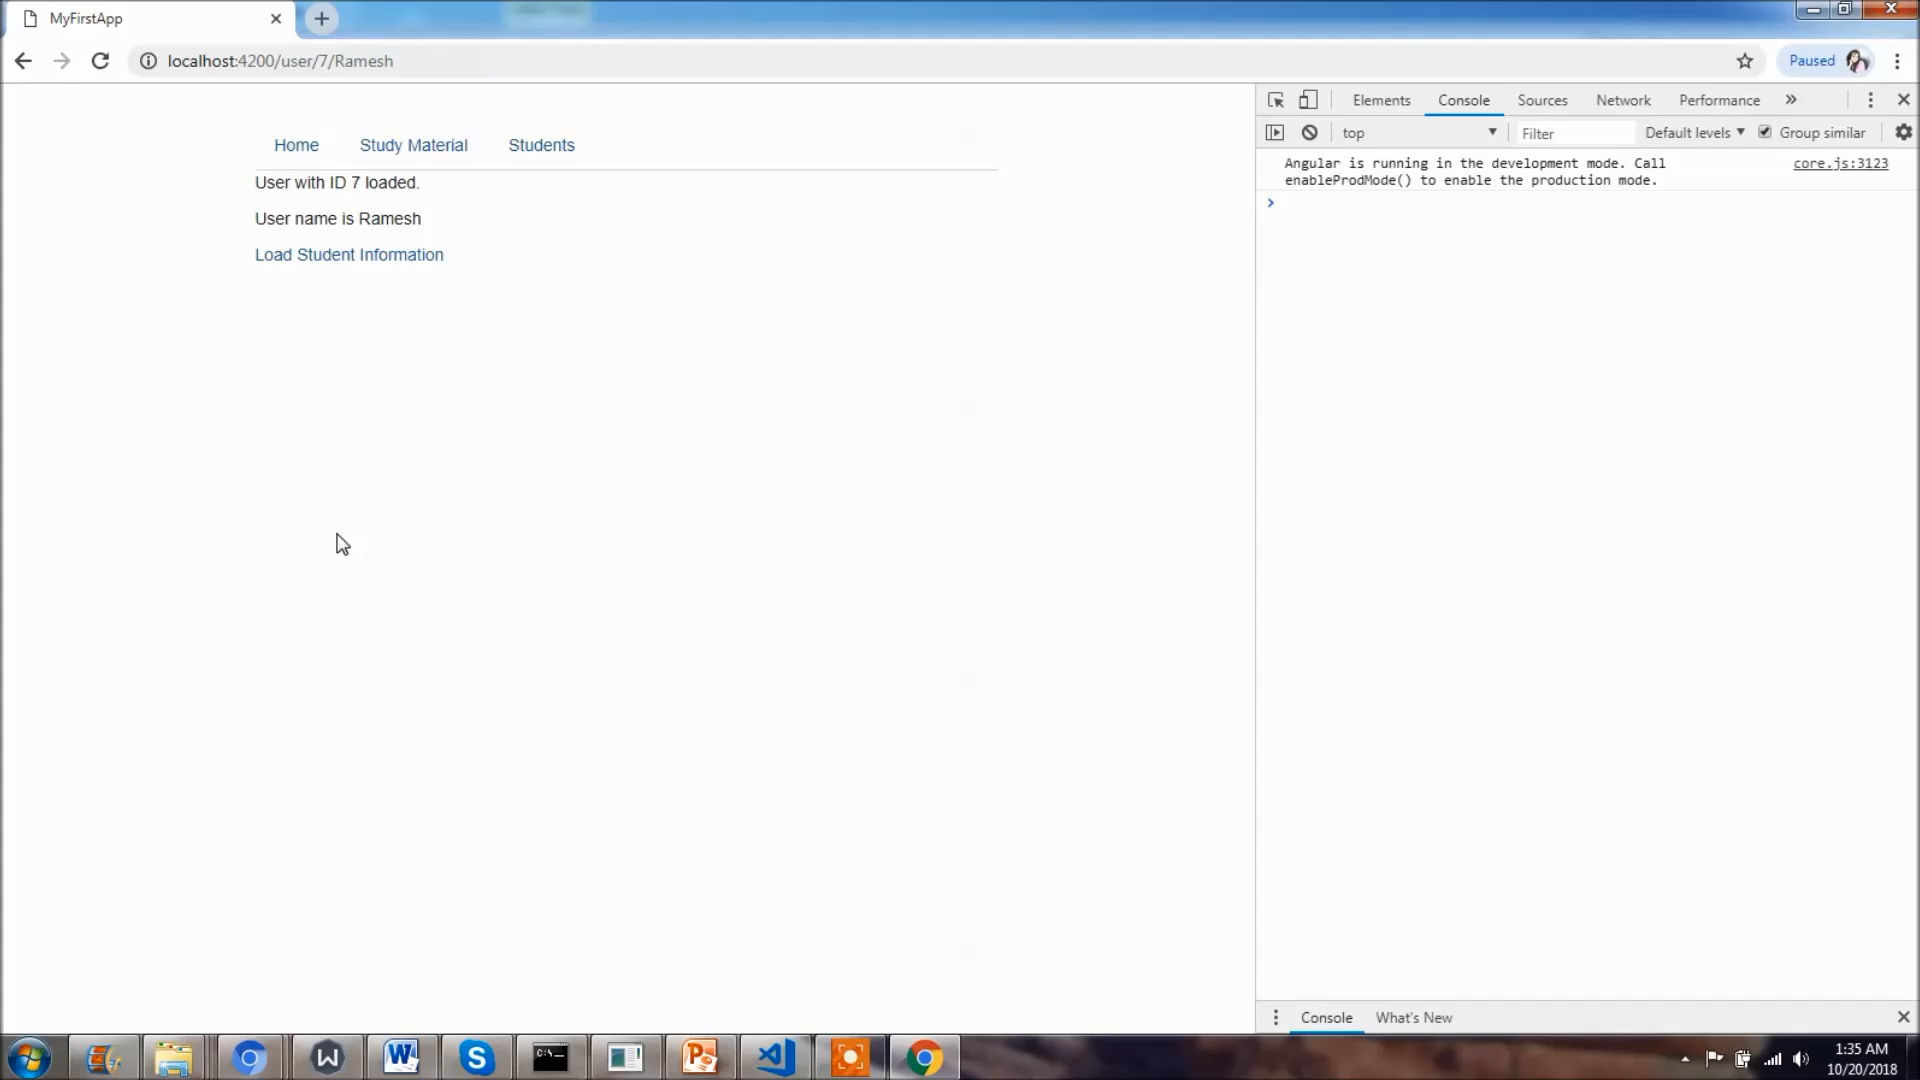 MyFirstApp
localhost:4200/user/7/Ramesh
Paused
Home Study Material Students
User with ID 7 loaded.
User name is Ramesh
Load Student Information
Elements Console Sources Network Performance
top Filter Default levels Group similar
Angular is running in the development mode. Call core.js:3123
enableProdMode() to enable the production mode.
Console What's New
1:35 AM
10/20/2018